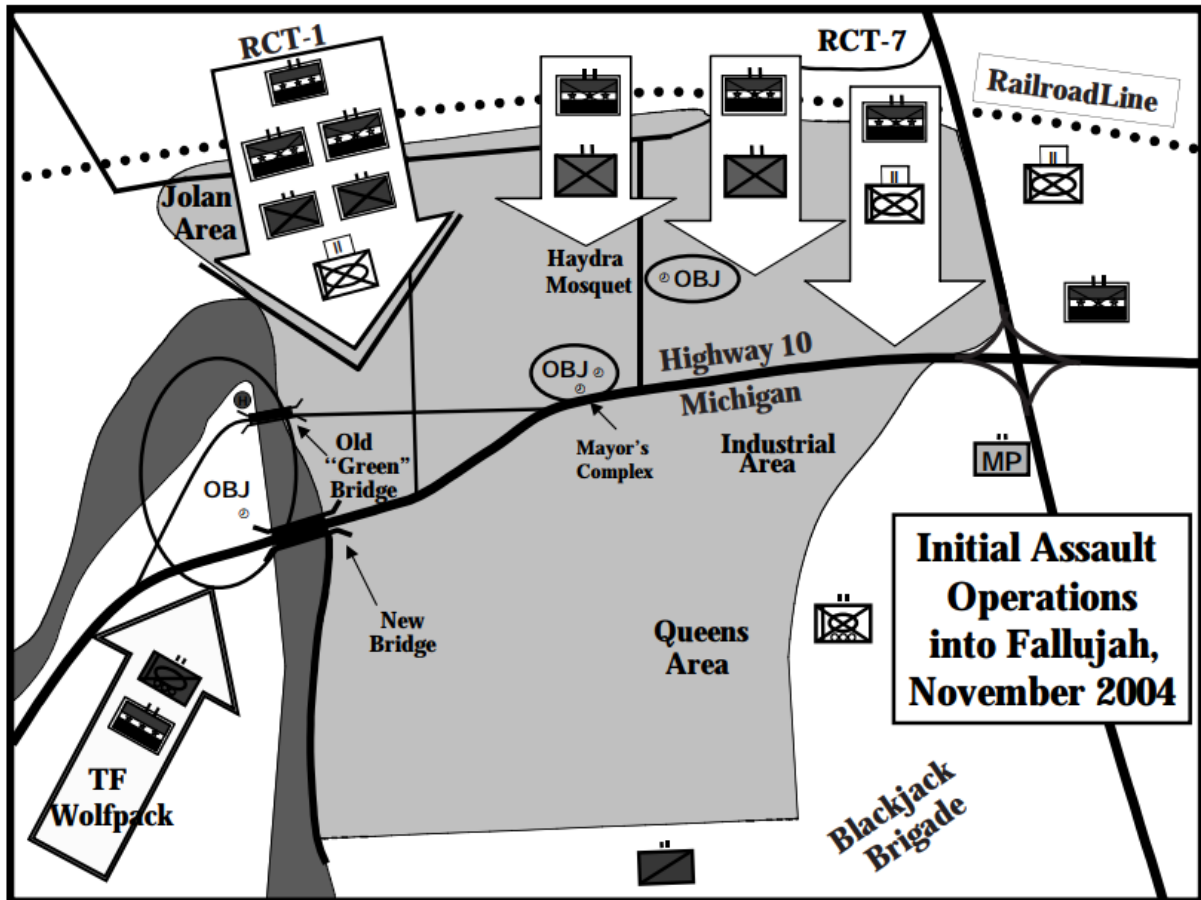 RCT-1
RCT-7
RailroadLine
II
II
II
Jolan
Area
Haydra
Mosquet
OBJ
Highway 10
OBJ
Michigan
H
Mayor's
Complex
Industrial
Area
Old
"Green"
Bridge
MP
OBJ
Initial Assault
Operations
into Fallujah,
November 2004
New
Bridge
Queens
Area
TF
Wolfpack
Blackjack
Brigade